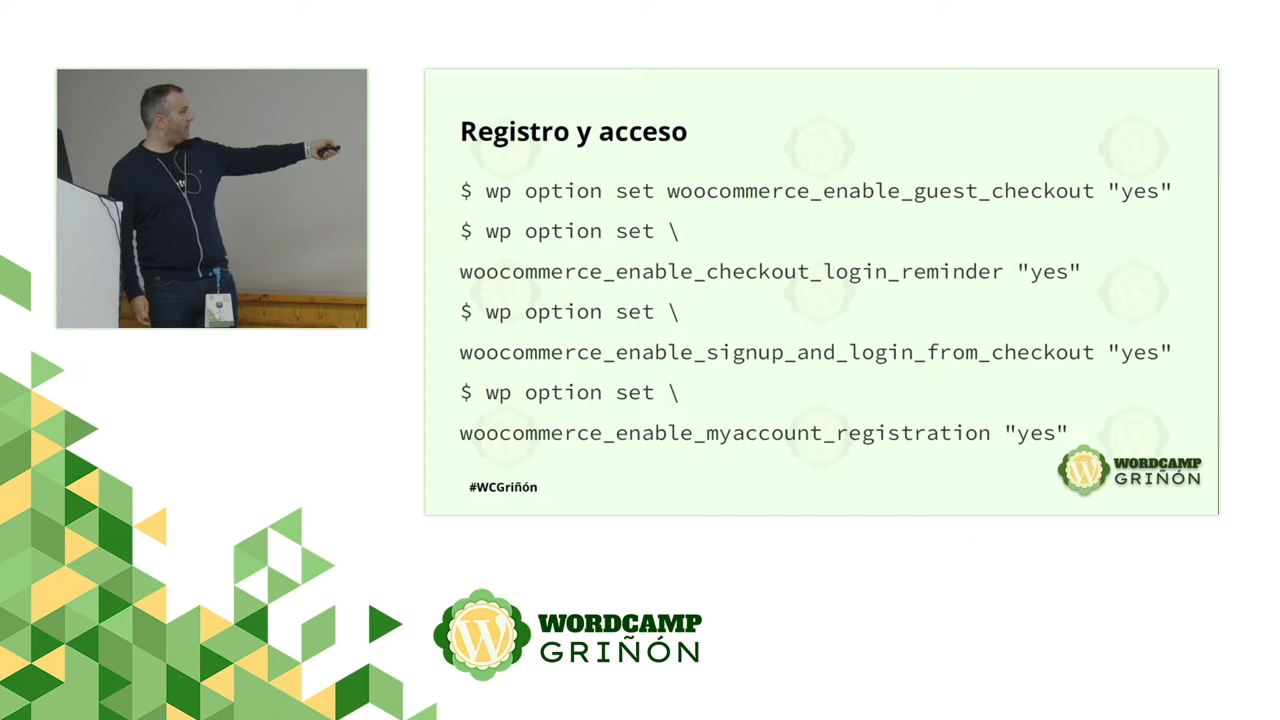 Registro y acceso
$ wp option set woocommerce_enable_guest_checkout "yes"
$ wp option set \
woocommerce_enable_checkout_login_reminder "yes"
$ wp option set \
woocommerce_enable_signup_and_login_from_checkout "yes"
$ wp option set \
woocommerce_enable_myaccount_registration "yes"
#WCGriñón
WORDCAMP
GRIÑÓN
WORDCAMP
GRIÑÓN